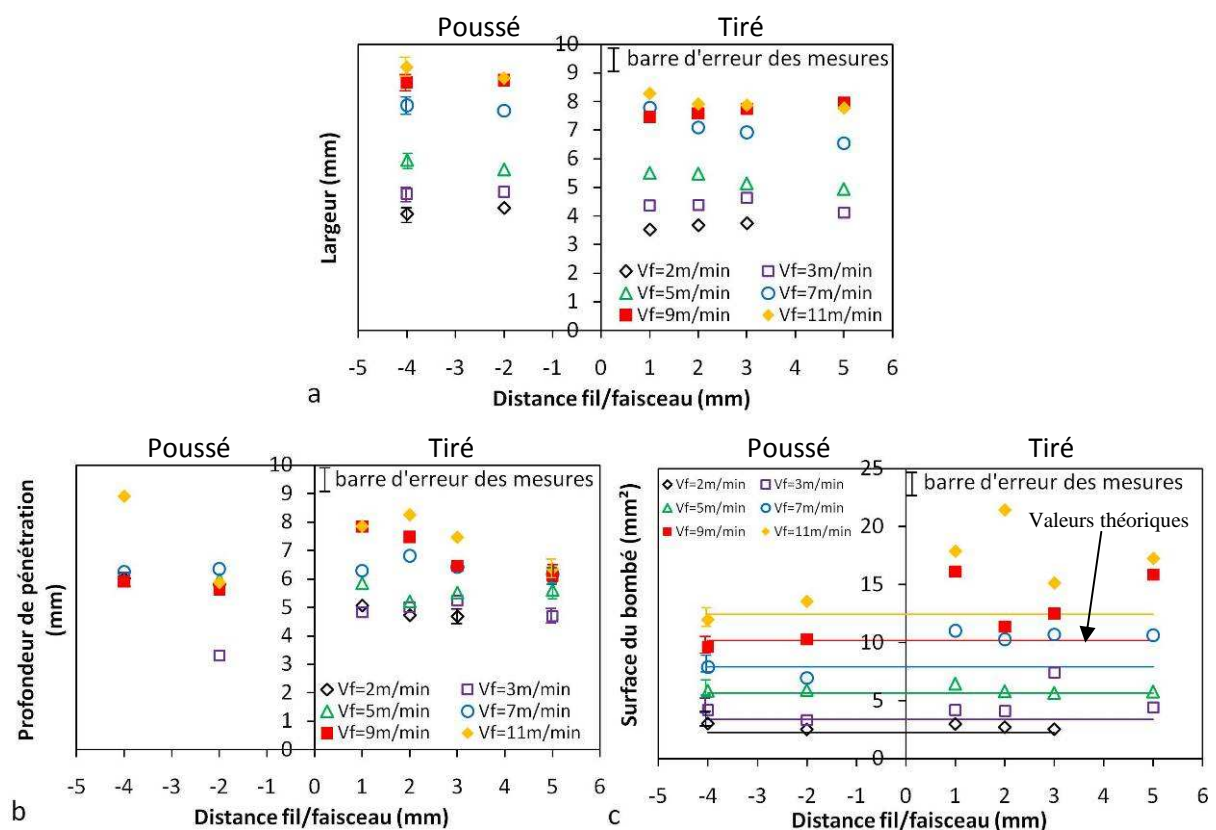 Poussé Tiré
10
9
8
7
6
5
4
3
2
1
0
barre d'erreur des mesures
Largeur (mm)
Vf=2m/min Vf=3m/min
Vf=5m/min Vf=7m/min
Vf=9m/min Vf=11m/min
-5 -4 -3 -2 -1 0 1 2 3 4 5 6
Distance fil/faisceau (mm)
a
Poussé Tiré
10
9
8
7
6
5
4
3
2
1
0
barre d'erreur des mesures
Profondeur de pénétration
(mm)
Vf=2m/min Vf=3m/min
Vf=5m/min Vf=7m/min
Vf=9m/min Vf=11m/min
-5 -4 -3 -2 -1 0 1 2 3 4 5 6
Distance fil/faisceau (mm)
b
Poussé Tiré
25
20
15
10
5
0
barre d'erreur des mesures
Valeurs théoriques
Surface du bombé (mm²)
Vf=2m/min Vf=3m/min
Vf=5m/min Vf=7m/min
Vf=9m/min Vf=11m/min
-5 -4 -3 -2 -1 0 1 2 3 4 5 6
Distance fil/faisceau (mm)
c